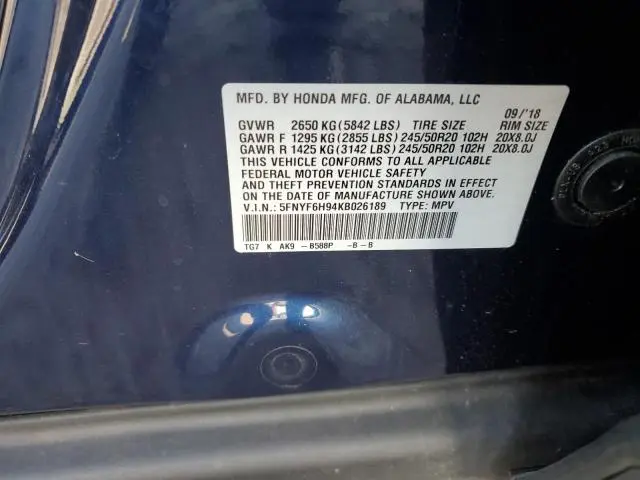 MFD. BY HONDA MFG. OF ALABAMA, LLC
09/'18
GVWR 2650 KG (5842 LBS) TIRE SIZE RIM SIZE
GAWR F 1295 KG (2855 LBS) 245/50R20 102H 20X8.0J
GAWR R 1425 KG (3142 LBS) 245/50R20 102H 20X8.0J
THIS VEHICLE CONFORMS TO ALL APPLICABLE
FEDERAL MOTOR VEHICLE SAFETY
AND THEFT PREVENTION STANDARDS IN EFFECT
ON THE DATE OF MANUFACTURE SHOWN ABOVE.
V.I.N.: 5FNYF6H94KB026189 TYPE: MPV
TG7 K AK9 -B588P -B-B